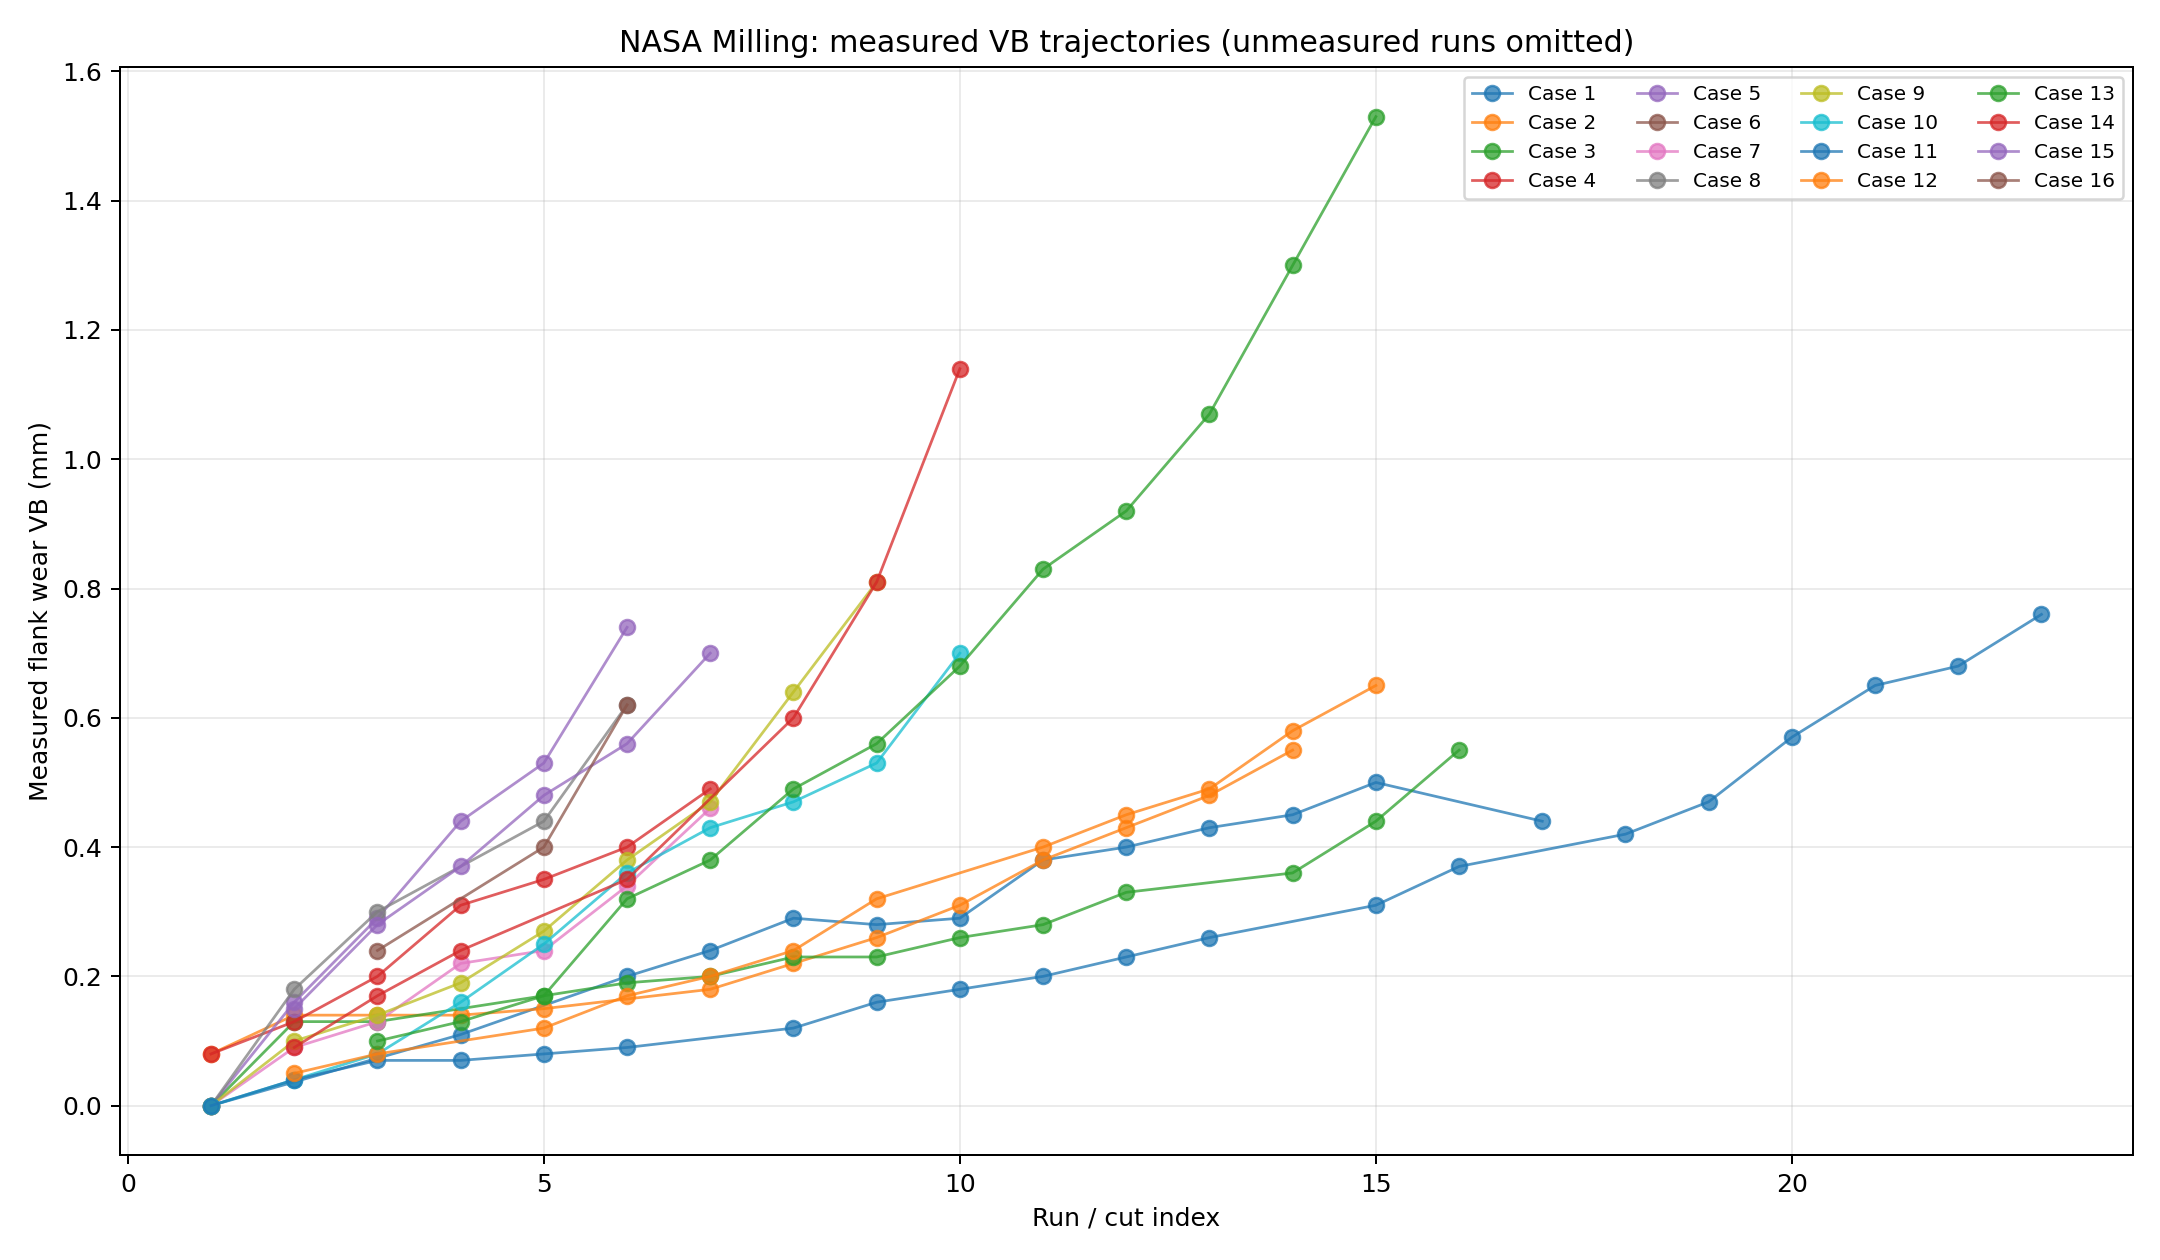 NASA Milling: measured VB trajectories (unmeasured runs omitted)
Measured flank wear VB (mm)
1.6
1.4
1.2
1.0
0.8
0.6
0.4
0.2
0.0
Case 1 Case 5 Case 9 Case 13
Case 2 Case 6 Case 10 Case 14
Case 3 Case 7 Case 11 Case 15
Case 4 Case 8 Case 12 Case 16
0 5 10 15 20
Run / cut index